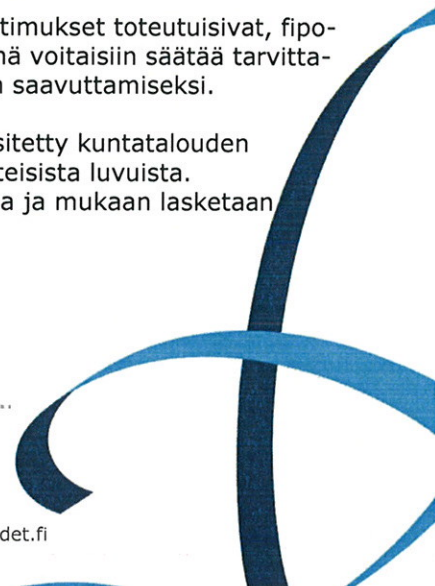 timukset toteutuisivat, fipo-
nä voitaisiin säätää tarvitta-
n saavuttamiseksi.
sitetty kuntatalouden
teisista luvuista.
a ja mukaan lasketaan
det.fi